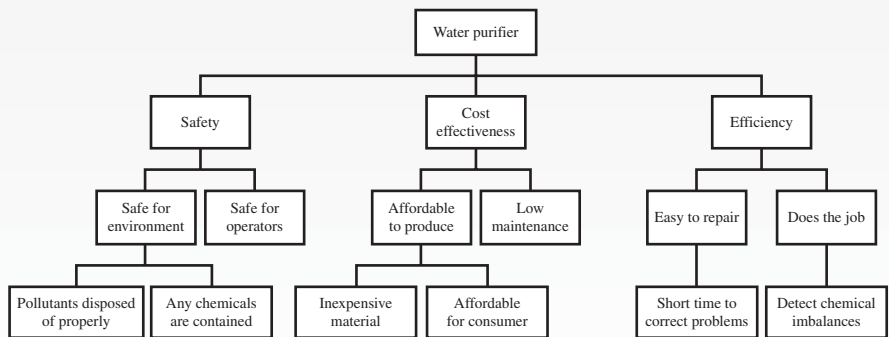 Water purifier
Safety
Cost
effectiveness
Efficiency
Safe for
environment
Safe for
operators
Affordable
to produce
Low
maintenance
Easy to repair
Does the job
Pollutants disposed
of properly
Any chemicals
are contained
Inexpensive
material
Affordable
for consumer
Short time to
correct problems
Detect chemical
imbalances